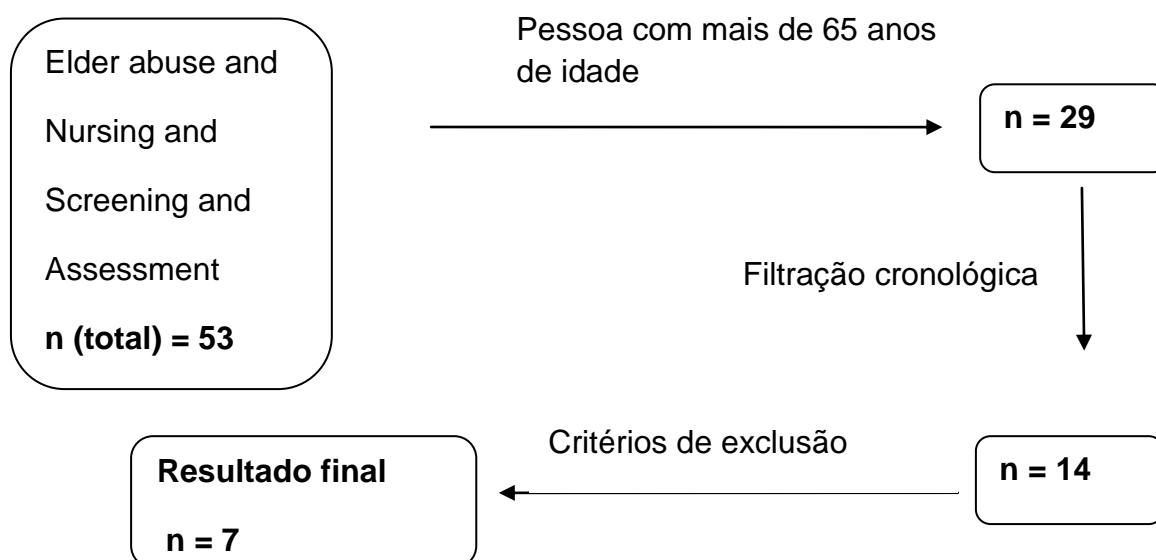 Elder abuse and
Nursing and
Screening and
Assessment
n (total) = 53
Pessoa com mais de 65 anos
de idade
n = 29
Filtração cronológica
n = 14
Critérios de exclusão
Resultado final
n = 7